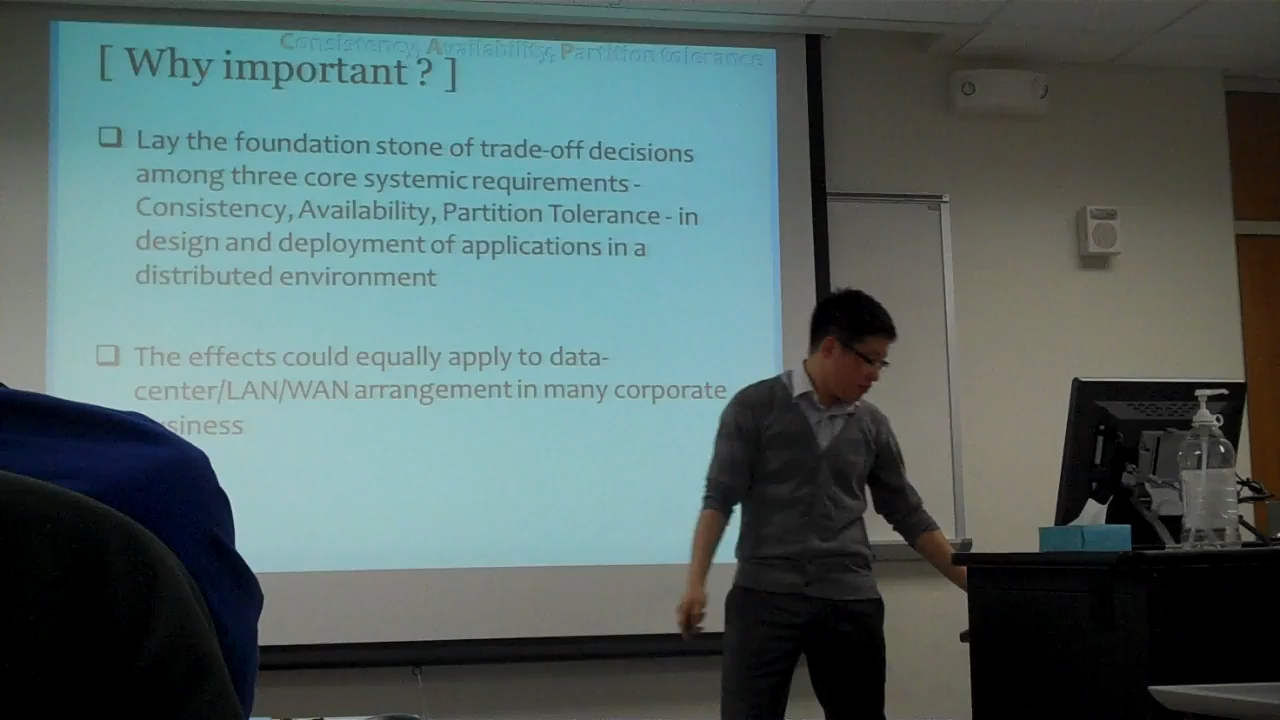 Consistency, Availability, Partition tolerance
[ Why important ? ]
Lay the foundation stone of trade-off decisions
among three core systemic requirements -
Consistency, Availability, Partition Tolerance - in
design and deployment of applications in a
distributed environment
The effects could equally apply to data-
center/LAN/WAN arrangement in many corporate